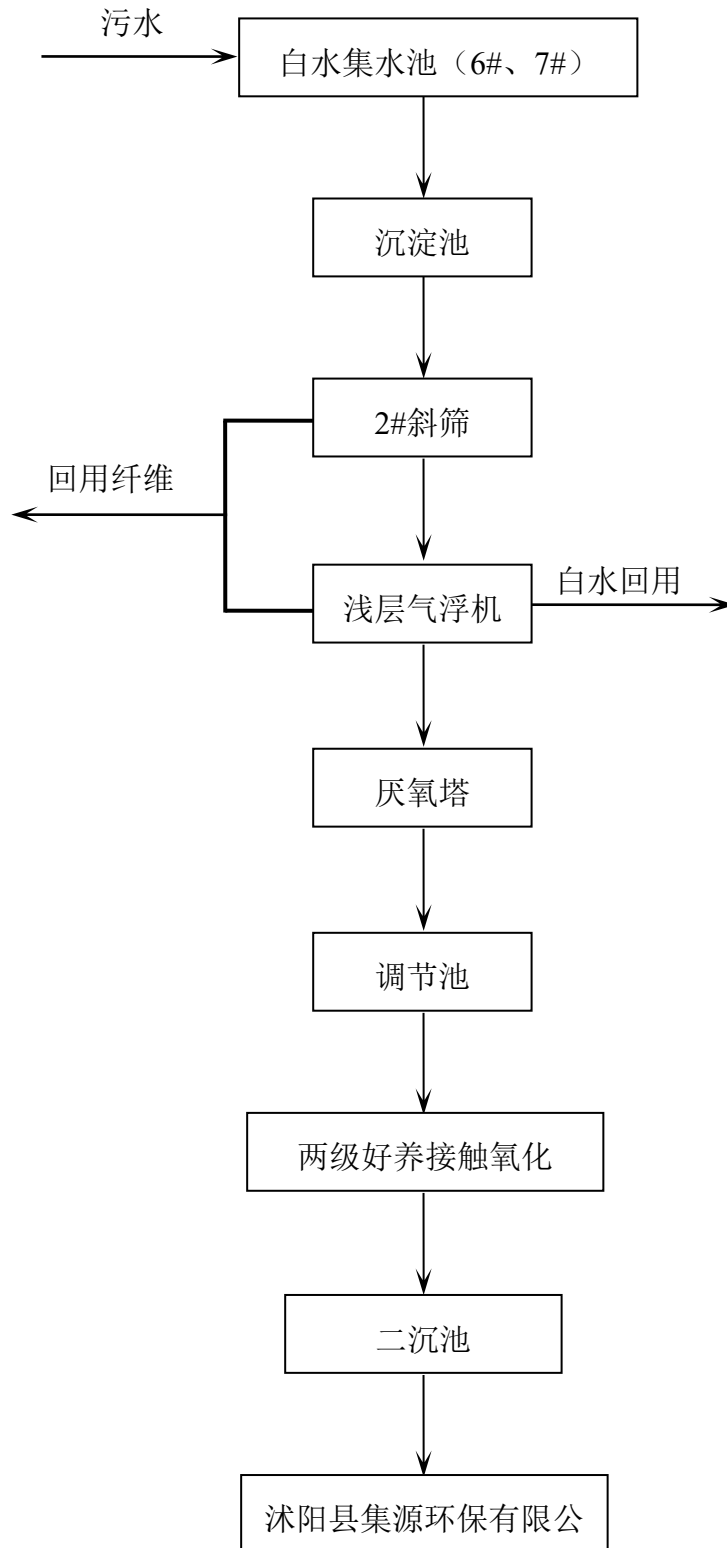 污水
白水集水池（6#、7#）
沉淀池
2#斜筛
回用纤维
浅层气浮机
白水回用
厌氧塔
调节池
两级好养接触氧化
二沉池
沭阳县集源环保有限公